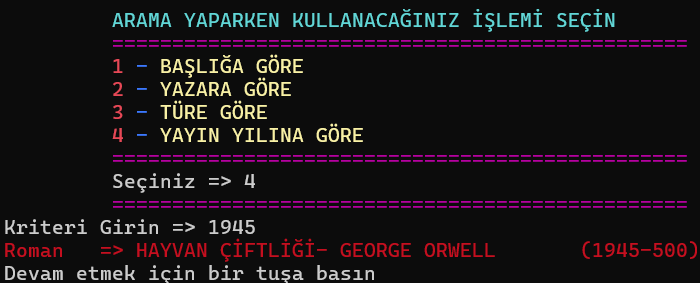 ARAMA YAPARKEN KULLANACAĞINIZ İŞLEMİ SEÇİN
================================================
1 - BAŞLIĞA GÖRE
2 - YAZARA GÖRE
3 - TÜRE GÖRE
4 - YAYIN YILINA GÖRE
================================================
Seçiniz => 4
================================================
Kriteri Girin => 1945
Roman => HAYVAN ÇİFTLİĞİ- GEORGE ORWELL (1945-500)
Devam etmek için bir tuşa basın